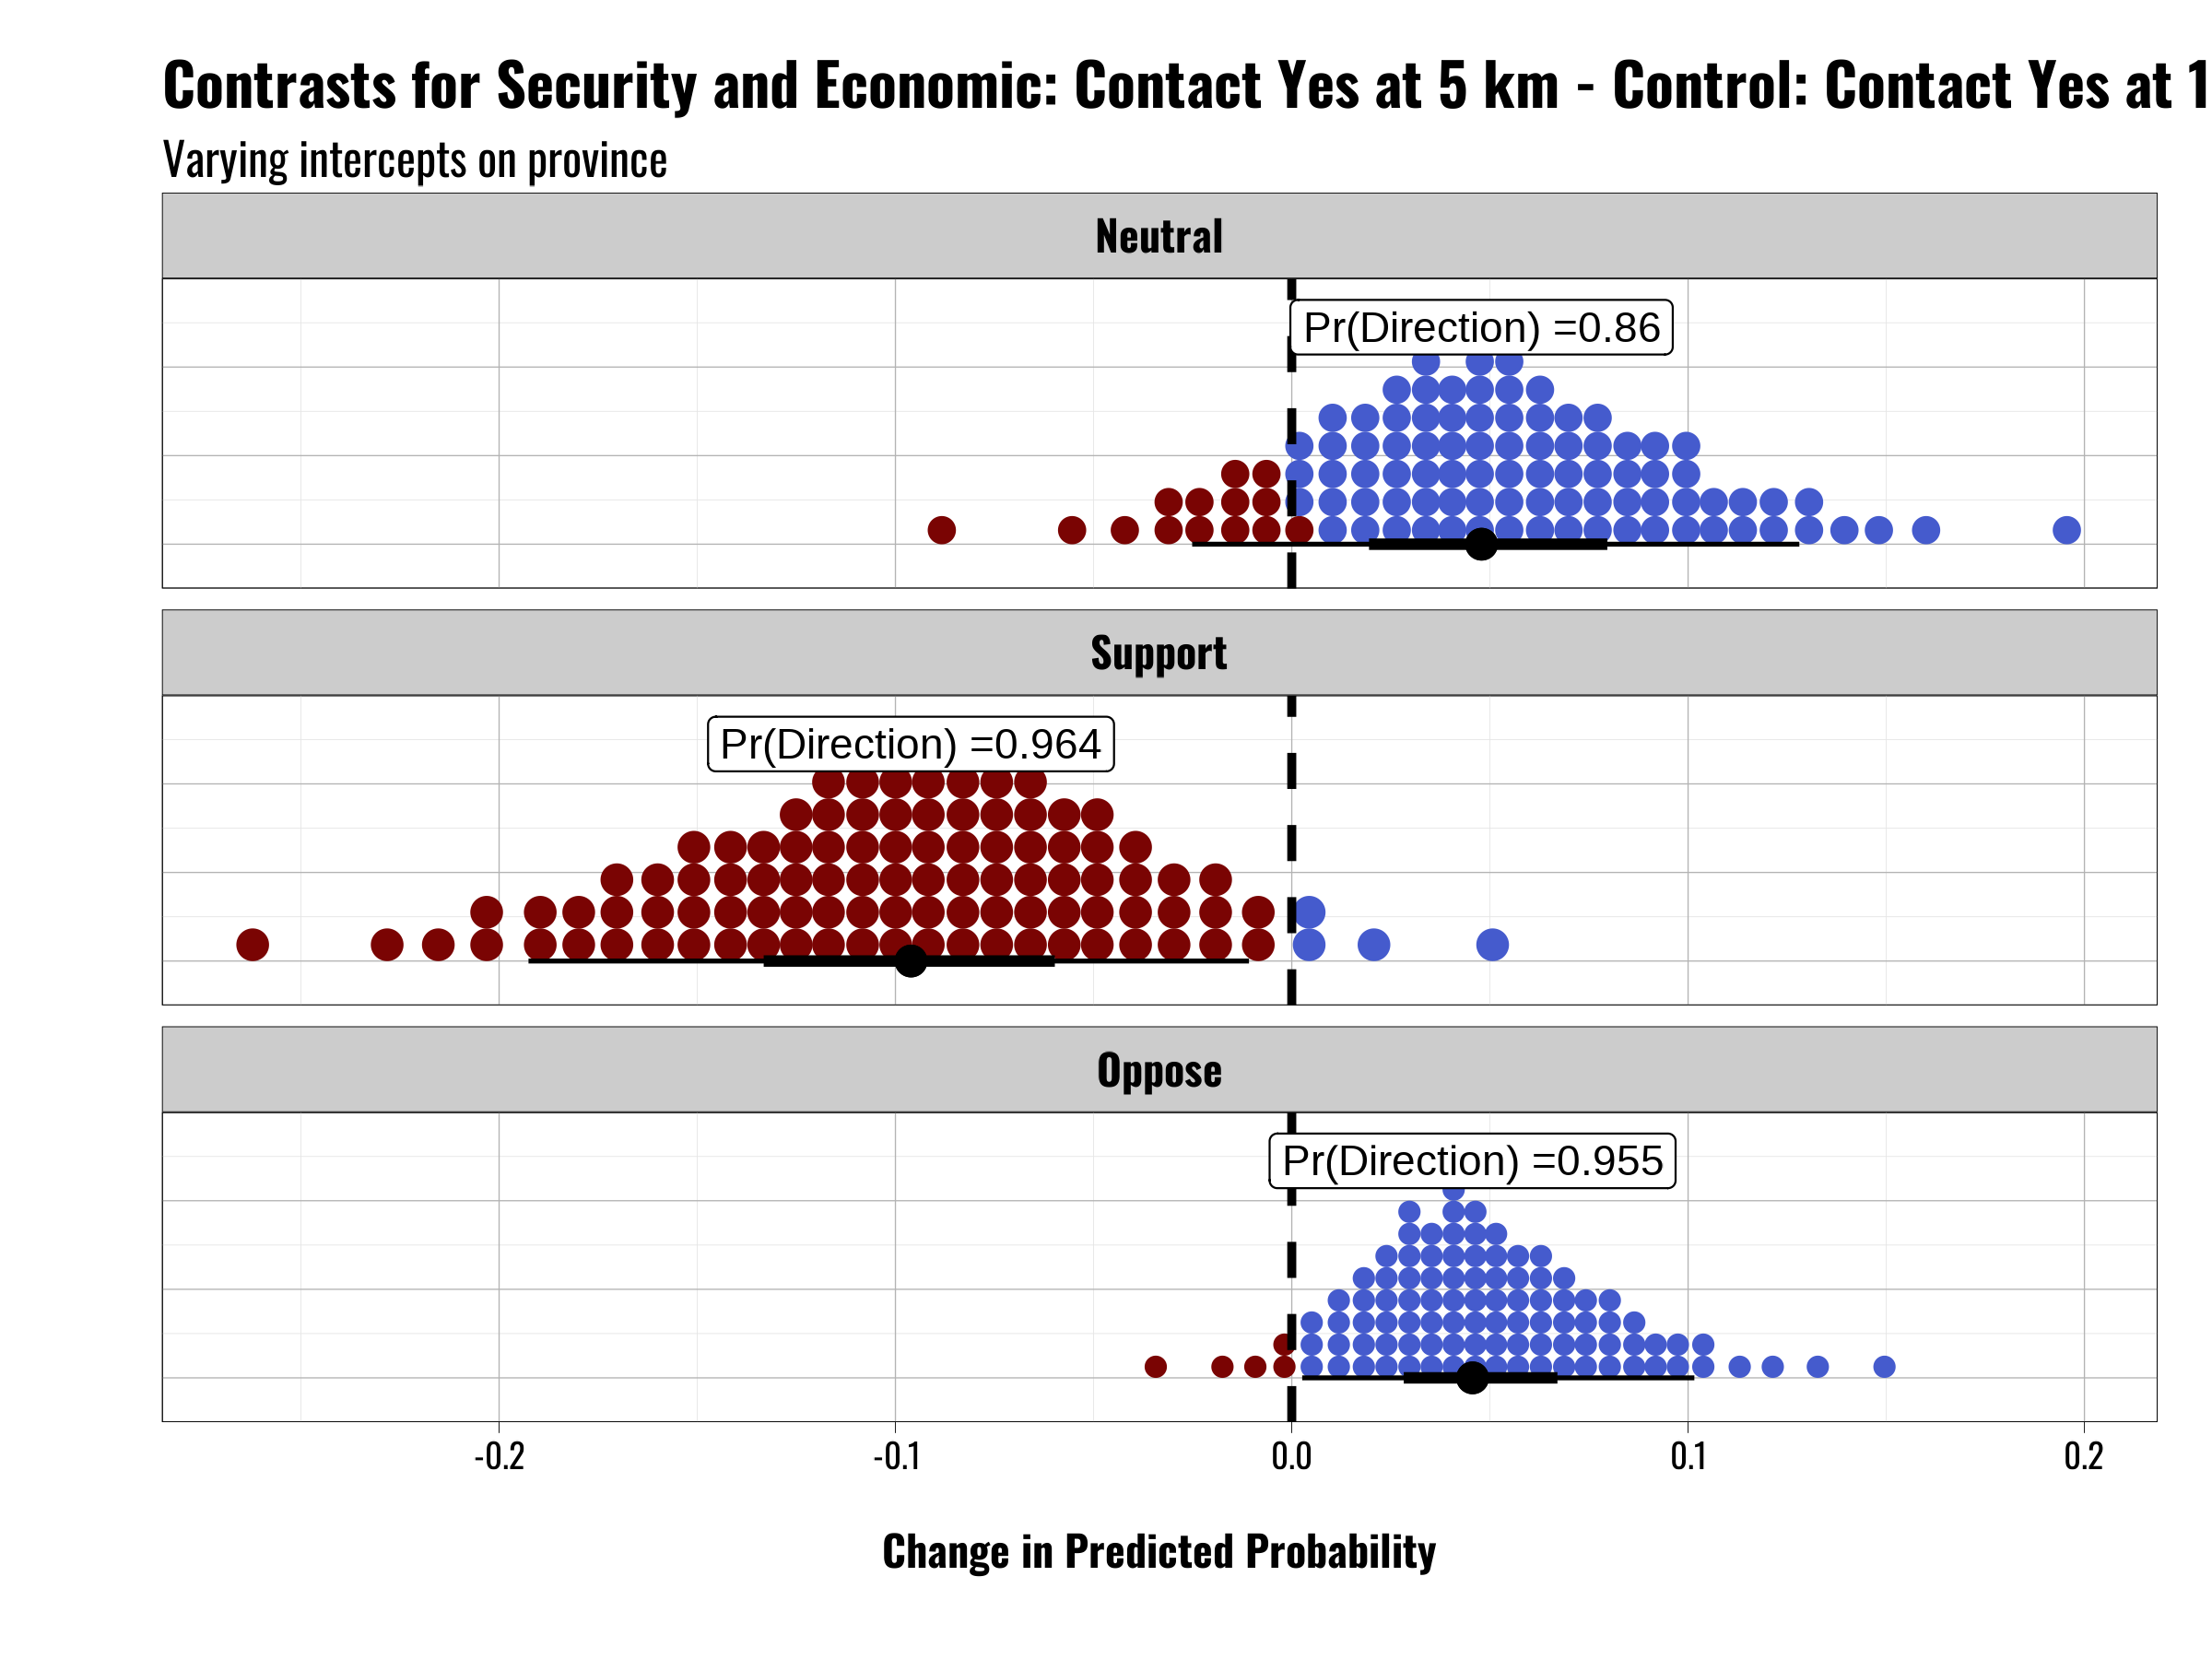 Contrasts for Security and Economic: Contact Yes at 5 km - Control: Contact Yes at 1
Varying intercepts on province
Neutral
Pr(Direction) =0.86
Support
Pr(Direction) =0.964
Oppose
Pr(Direction) =0.955
-0.2 -0.1 0.0 0.1 0.2
Change in Predicted Probability